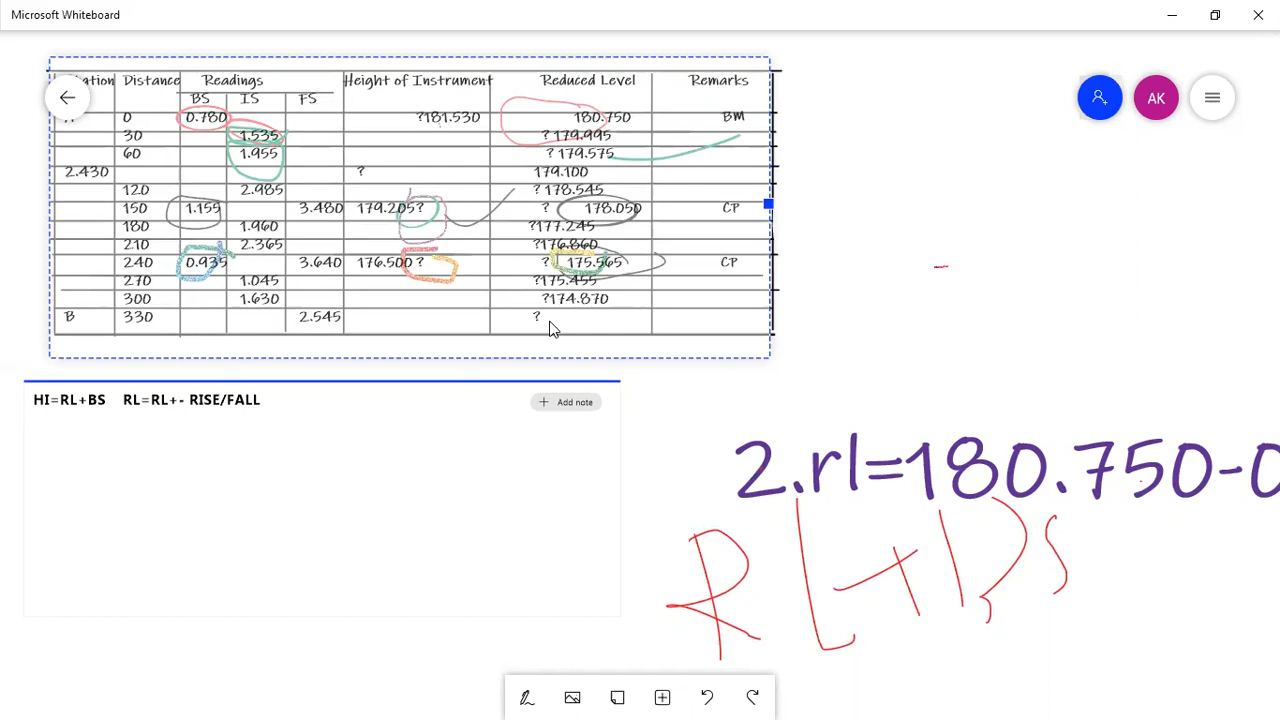 Microsoft Whiteboard
tation Distance Readings Height of Instrument Reduced Level Remarks
BS IS FS
0 0.780 ?181.530 180.750 BM
30 1.535 ? 179.995
60 1.955 ? 179.575
2.430 ? 179.100
120 2.985 ? 178.545
150 1.155 3.480 179.205? ? 178.050 CP
180 1.960 ?177.245
210 2.365 ?176.860
240 0.935 3.640 176.500 ? ? 175.565 CP
270 1.045 ?175.455
300 1.630 ?174.870
B 330 2.545 ?
AK
HI=RL+BS RL=RL+- RISE/FALL
Add note
2.rl=180.750-0
RL+BS